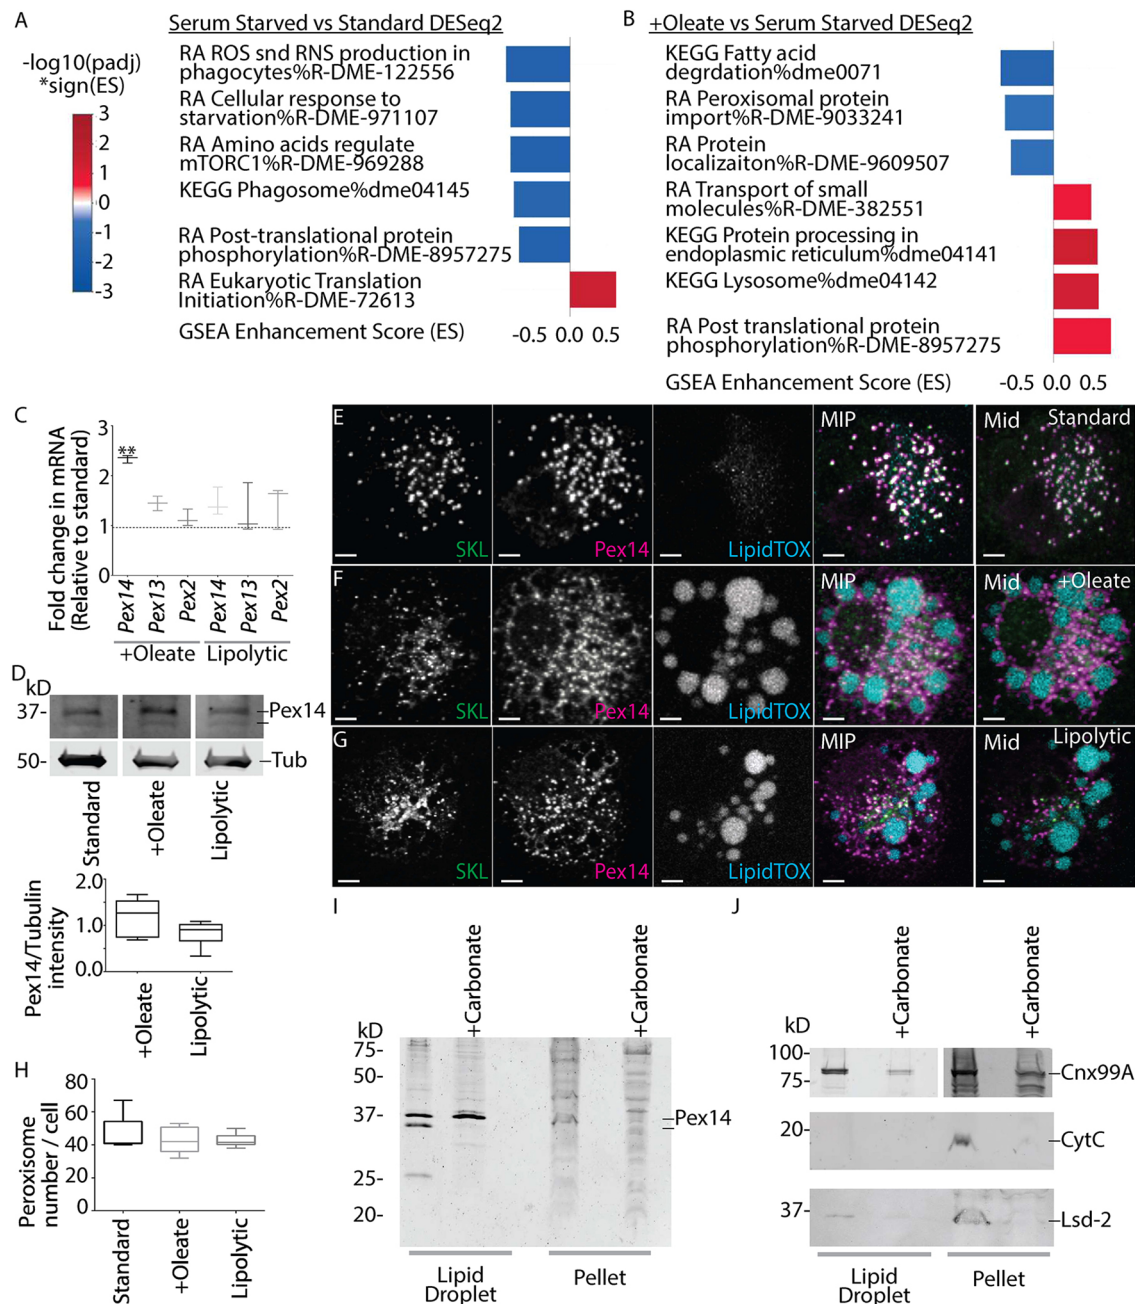 A
Serum Starved vs Standard DESeq2
-log10(padj)
*sign(ES)
3
2
1
0
-1
-2
-3
RA ROS snd RNS production in
phagocytes%R-DME-122556
RA Cellular response to
starvation%R-DME-971107
RA Amino acids regulate
mTORC1%R-DME-969288
KEGG Phagosome%dme04145
RA Post-translational protein
phosphorylation%R-DME-8957275
RA Eukaryotic Translation
Initiation%R-DME-72613
GSEA Enhancement Score (ES)
-0.5 0.0 0.5
B
+Oleate vs Serum Starved DESeq2
KEGG Fatty acid
degrdation%dme0071
RA Peroxisomal protein
import%R-DME-9033241
RA Protein
localizaiton%R-DME-9609507
RA Transport of small
molecules%R-DME-382551
KEGG Protein processing in
endoplasmic reticulum%dme04141
KEGG Lysosome%dme04142
RA Post translational protein
phosphorylation%R-DME-8957275
GSEA Enhancement Score (ES)
-0.5 0.0 0.5
C
Fold change in mRNA
(Relative to standard)
3
2
1
0
**
Pex14
Pex13
Pex2
Pex14
Pex13
Pex2
+Oleate
Lipolytic
D
kD
37-
50-
Pex14
Tub
Standard
+Oleate
Lipolytic
Pex14/Tubulin
intensity
2.0
1.0
0.0
+Oleate
Lipolytic
E
SKL
Pex14
LipidTOX
MIP
Mid
Standard
F
SKL
Pex14
LipidTOX
MIP
Mid
+Oleate
G
SKL
Pex14
LipidTOX
MIP
Mid
Lipolytic
H
Peroxisome
number / cell
80
60
40
20
0
Standard
+Oleate
Lipolytic
I
+Carbonate
+Carbonate
kD
75-
50-
37-
25-
20-
Pex14
Lipid
Droplet
Pellet
J
+Carbonate
+Carbonate
kD
100-
75-
20-
37-
Cnx99A
CytC
Lsd-2
Lipid
Droplet
Pellet